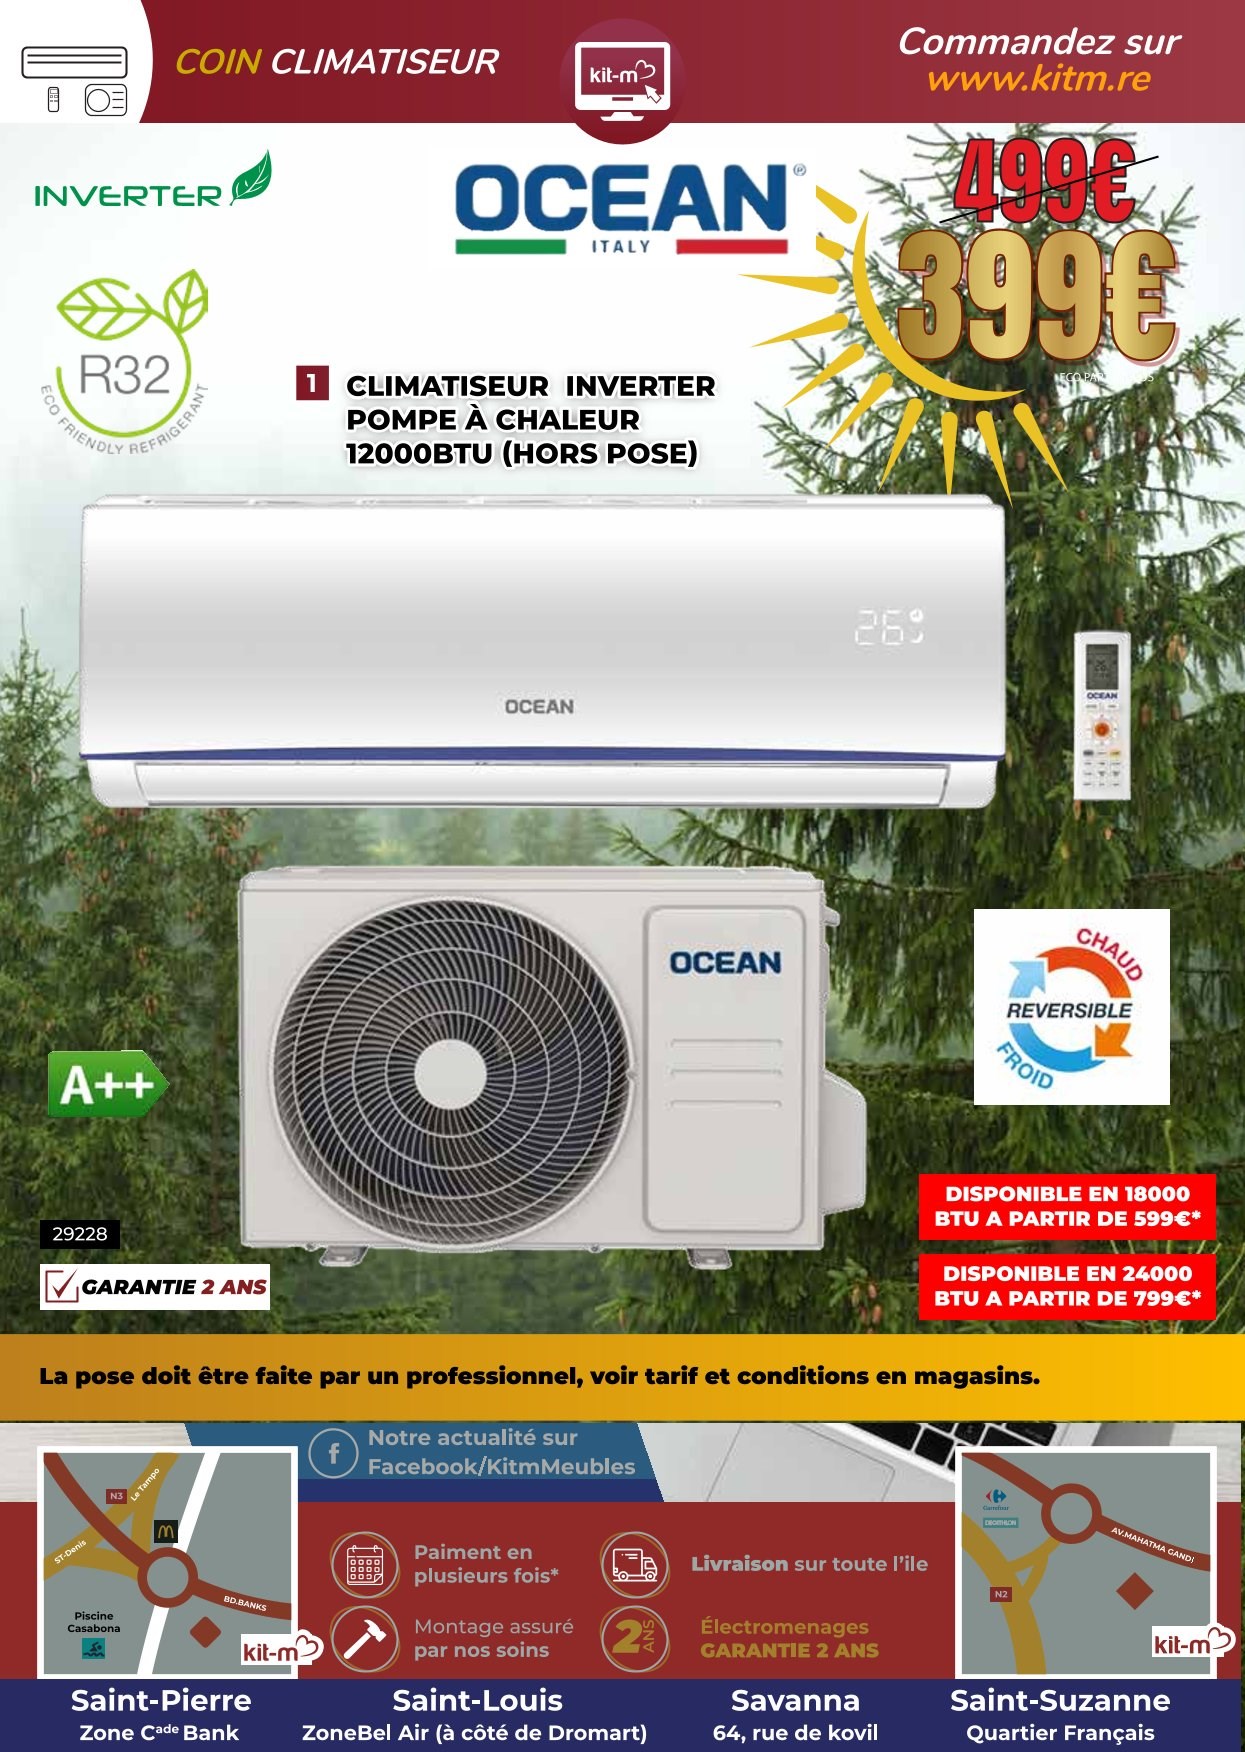 COIN CLIMATISEUR
kit-m
Commandez sur
www.kitm.re
INVERTER
OCEAN®
ITALY
499€
399€
R32
ECO FRIENDLY REFRIGERANT
1
CLIMATISEUR INVERTER
POMPE À CHALEUR
12000BTU (HORS POSE)
26
OCEAN
OCEAN
OCEAN
CHAUD
REVERSIBLE
FROID
A++
29228
GARANTIE 2 ANS
DISPONIBLE EN 18000
BTU A PARTIR DE 599€*
DISPONIBLE EN 24000
BTU A PARTIR DE 799€*
La pose doit être faite par un professionnel, voir tarif et conditions en magasins.
Notre actualité sur
Facebook/KitmMeubles
N3
Le Tampo
ST-Denis
BD.BANKS
Piscine
Casabona
kit-m
Paiment en
plusieurs fois*
Livraison sur toute l'ile
Montage assuré
par nos soins
2 ANS
Électromenages
GARANTIE 2 ANS
Carrefour
DECATHLON
AV.MAHATMA GANDI
N2
kit-m
Saint-Pierre
Zone Cade Bank
Saint-Louis
ZoneBel Air (à côté de Dromart)
Savanna
64, rue de kovil
Saint-Suzanne
Quartier Français